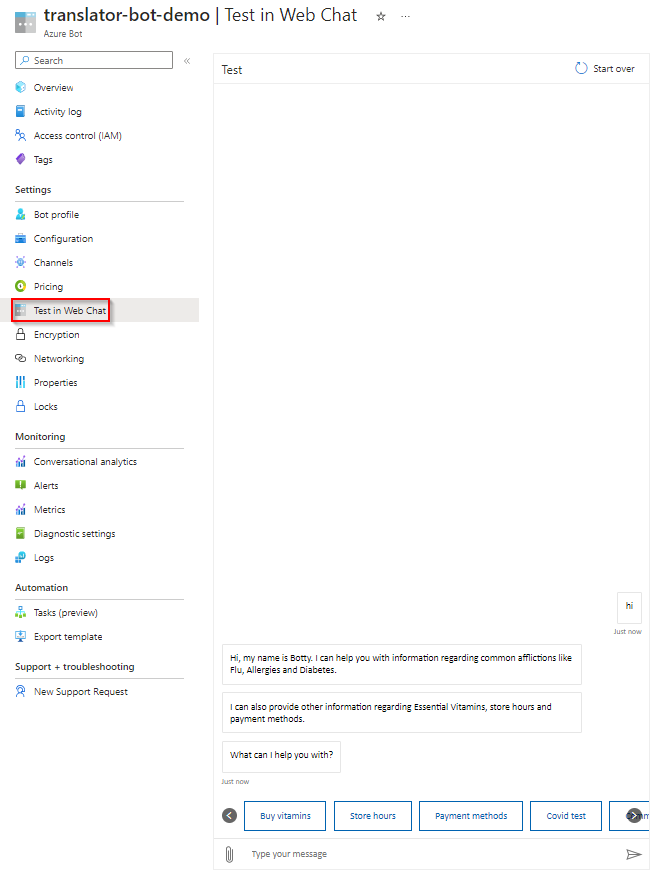 translator-bot-demo | Test in Web Chat
Azure Bot
Search
Overview
Activity log
Access control (IAM)
Tags
Settings
Bot profile
Configuration
Channels
Pricing
Test in Web Chat
Encryption
Networking
Properties
Locks
Monitoring
Conversational analytics
Alerts
Metrics
Diagnostic settings
Logs
Automation
Tasks (preview)
Export template
Support + troubleshooting
New Support Request
Test
Start over
hi
Just now
Hi, my name is Botty. I can help you with information regarding common afflictions like
Flu, Allergies and Diabetes.
I can also provide other information regarding Essential Vitamins, store hours and
payment methods.
What can I help you with?
Just now
Buy vitamins
Store hours
Payment methods
Covid test
Type your message